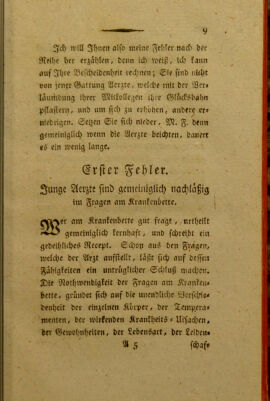 9
Ich will Ihnen also meine Fehler nach der
Reihe her erzählen, denn ich weiß, ich kann
auf Ihre Bescheidenheit rechnen; Sie sind nicht
von jener Gattung Aerzte, welche mit der Ver-
läumdung ihrer Mitkollegen ihre Glücksbahn
pflastern, und um sich zu erhöhen, andere er-
niedrigen. Setzen Sie sich nieder, M. F. denn
gemeiniglich wenn die Aerzte beichten, dauert
es ein wenig lange.
Erster Fehler.
Junge Aerzte sind gemeiniglich nachläßig
im Fragen am Krankenbette.
Wer am Krankenbette gut fragt, urtheilt
gemeiniglich kernhaft, und schreibt ein
gedeihliches Recept. Schon aus den Fragen,
welche der Arzt aufstellt, läßt sich auf dessen
Fähigkeiten ein untrüglicher Schluß machen.
Die Nothwendigkeit der Fragen am Kranken-
bette, gründet sich auf die unendliche Verschie-
denheit der einzelnen Körper, der Tempera-
menten, der wirkenden Krankheits-Ursachen,
der Gewohnheiten, der Lebensart, der Leiden-
A 5 schaf-